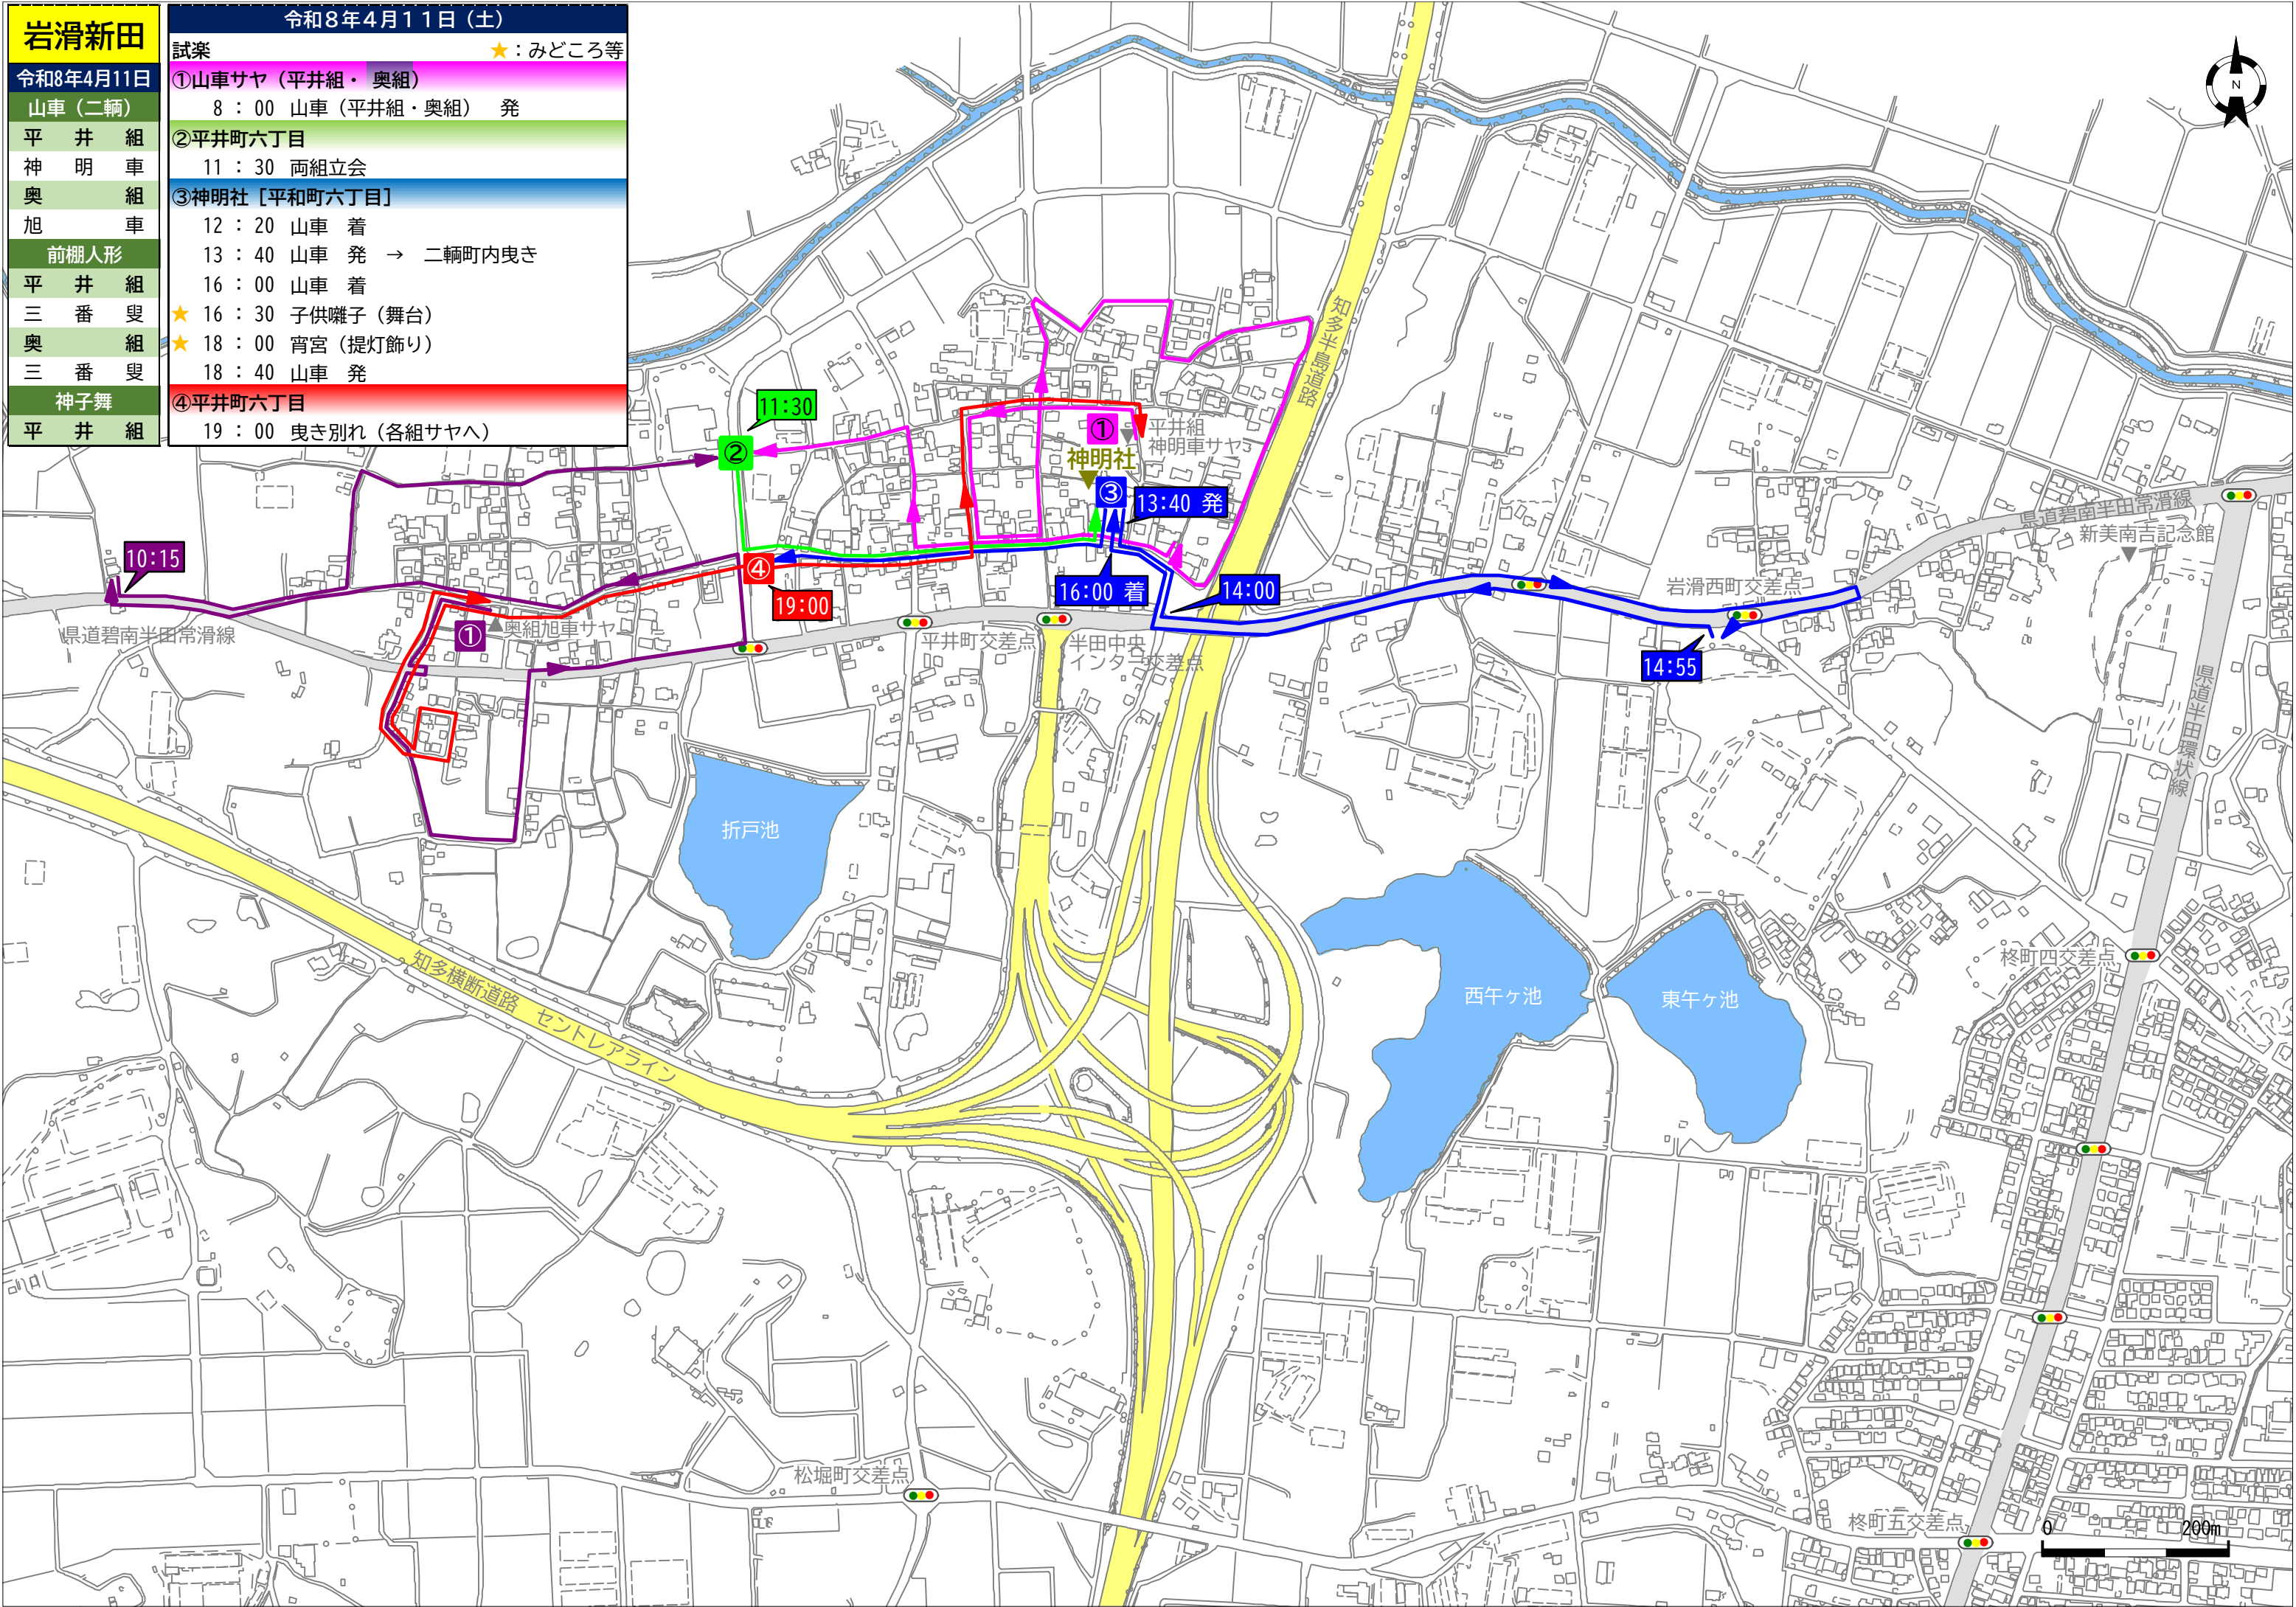 岩滑新田
令和8年4月11日
山車（二輌）
平井組
神明車
奥組
旭車
前棚人形
平井組
三番叟
奥組
三番叟
神子舞
平井組
令和８年４月１１日（土）
試楽 ★：みどころ等
①山車サヤ（平井組・奥組）
8：00 山車（平井組・奥組） 発
②平井町六丁目
11：30 両組立会
③神明社［平和町六丁目］
12：20 山車 着
13：40 山車 発 → 二輌町内曳き
16：00 山車 着
★ 16：30 子供囃子（舞台）
★ 18：00 宵宮（提灯飾り）
18：40 山車 発
④平井町六丁目
19：00 曳き別れ（各組サヤへ）
N
知多半島道路
11:30
②
①
平井組
神明車サヤ
神明社
③
13:40 発
県道碧南半田常滑線
新美南吉記念館
10:15
④
16:00 着
14:00
岩滑西町交差点
19:00
県道碧南半田常滑線
①
奥組旭車サヤ
平井町交差点
半田中央
インター交差点
14:55
県道半田環状線
折戸池
知多横断道路 セントレアライン
西午ヶ池
東午ヶ池
柊町四交差点
松堀町交差点
柊町五交差点
0 200m